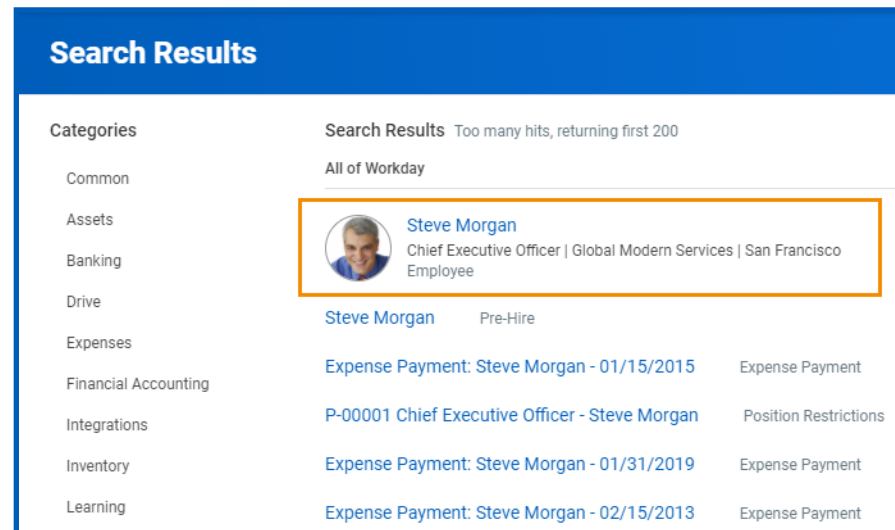 Search Results
Categories
Common
Assets
Banking
Drive
Expenses
Financial Accounting
Integrations
Inventory
Learning
Search Results Too many hits, returning first 200
All of Workday
Steve Morgan
Chief Executive Officer | Global Modern Services | San Francisco
Employee
Steve Morgan Pre-Hire
Expense Payment: Steve Morgan - 01/15/2015 Expense Payment
P-00001 Chief Executive Officer - Steve Morgan Position Restrictions
Expense Payment: Steve Morgan - 01/31/2019 Expense Payment
Expense Payment: Steve Morgan - 02/15/2013 Expense Payment